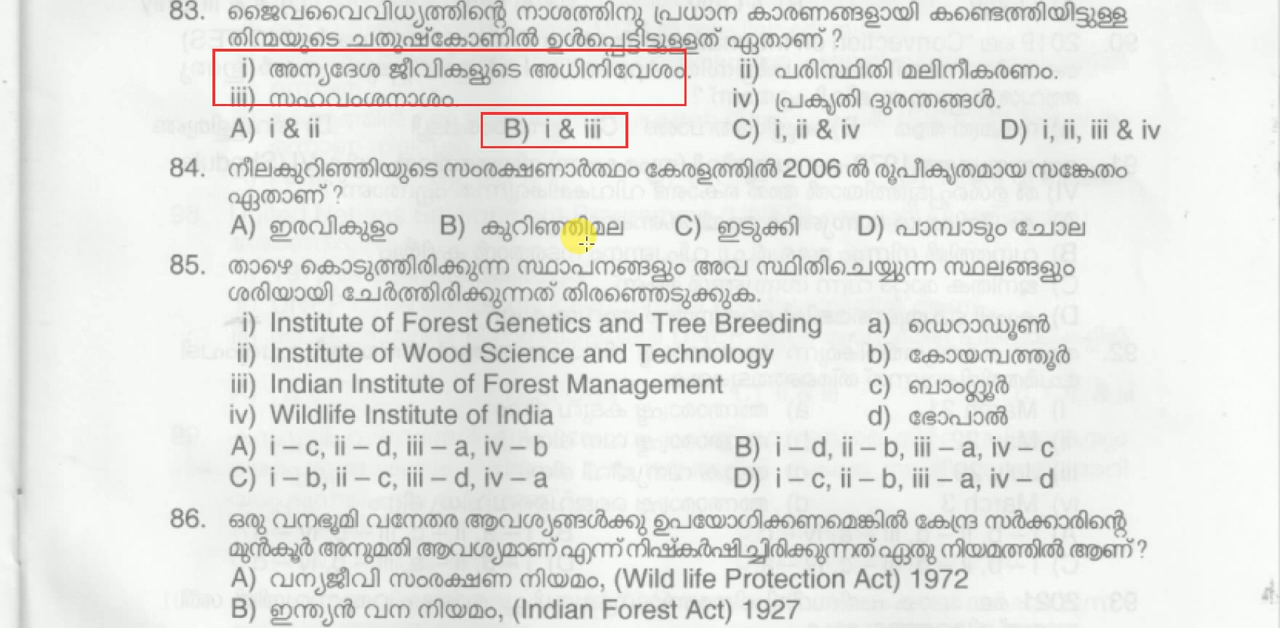 83. ജൈവവൈവിധ്യത്തിന്റെ നാശത്തിനു പ്രധാന കാരണങ്ങളായി കണ്ടെത്തിയിട്ടുള്ള
തിന്മയുടെ ചതുഷ്കോണിൽ ഉൾപ്പെട്ടിട്ടുള്ളത് ഏതാണ് ?
i) അന്യദേശ ജീവികളുടെ അധിനിവേശം. ii) പരിസ്ഥിതി മലിനീകരണം.
iii) സഹവംശനാശം. iv) പ്രകൃതി ദുരന്തങ്ങൾ.
A) i & ii B) i & iii C) i, ii & iv D) i, ii, iii & iv
84. നീലകുറിഞ്ഞിയുടെ സംരക്ഷണാർത്ഥം കേരളത്തിൽ 2006 ൽ രൂപീകൃതമായ സങ്കേതം
ഏതാണ് ?
A) ഇരവികുളം B) കുറിഞ്ഞിമല C) ഇടുക്കി D) പാമ്പാടും ചോല
85. താഴെ കൊടുത്തിരിക്കുന്ന സ്ഥാപനങ്ങളും അവ സ്ഥിതിചെയ്യുന്ന സ്ഥലങ്ങളും
ശരിയായി ചേർത്തിരിക്കുന്നത് തിരഞ്ഞെടുക്കുക.
i) Institute of Forest Genetics and Tree Breeding a) ഡെറാഡൂൺ
ii) Institute of Wood Science and Technology b) കോയമ്പത്തൂർ
iii) Indian Institute of Forest Management c) ബാംഗ്ലൂർ
iv) Wildlife Institute of India d) ഭോപാൽ
A) i – c, ii – d, iii – a, iv – b B) i – d, ii – b, iii – a, iv – c
C) i – b, ii – c, iii – d, iv – a D) i – c, ii – b, iii – a, iv – d
86. ഒരു വനഭൂമി വനേതര ആവശ്യങ്ങൾക്കു ഉപയോഗിക്കണമെങ്കിൽ കേന്ദ്ര സർക്കാരിന്റെ
മുൻകൂർ അനുമതി ആവശ്യമാണ് എന്ന് നിഷ്കർഷിച്ചിരിക്കുന്നത് ഏതു നിയമത്തിൽ ആണ് ?
A) വന്യജീവി സംരക്ഷണ നിയമം, (Wild life Protection Act) 1972
B) ഇന്ത്യൻ വന നിയമം, (Indian Forest Act) 1927